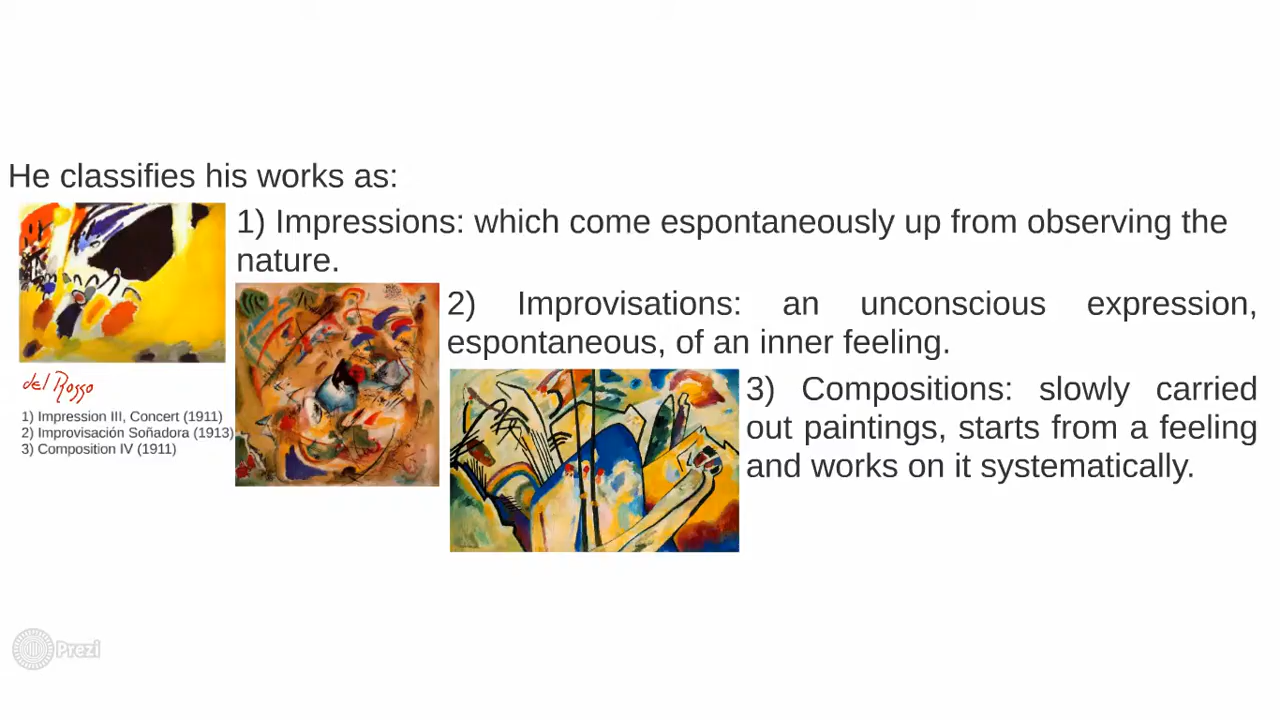 He classifies his works as:
1) Impressions: which come espontaneously up from observing the
nature.
2) Improvisations: an unconscious expression,
espontaneous, of an inner feeling.
3) Compositions: slowly carried
out paintings, starts from a feeling
and works on it systematically.
del Rosso
1) Impression III, Concert (1911)
2) Improvisación Soñadora (1913)
3) Composition IV (1911)
Prezi